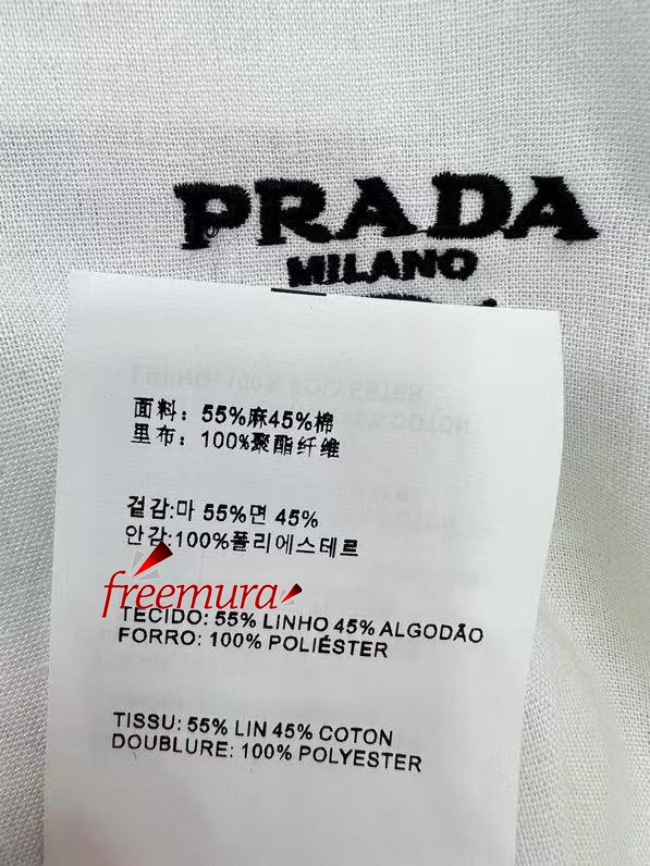 PRADA
MILANO
面料：55%麻45%棉
里布：100%聚酯纤维
겉감:마 55%면 45%
안감:100%폴리에스테르
freemura
TECIDO: 55% LINHO 45% ALGODÃO
FORRO: 100% POLIÉSTER
TISSU: 55% LIN 45% COTON
DOUBLURE: 100% POLYESTER